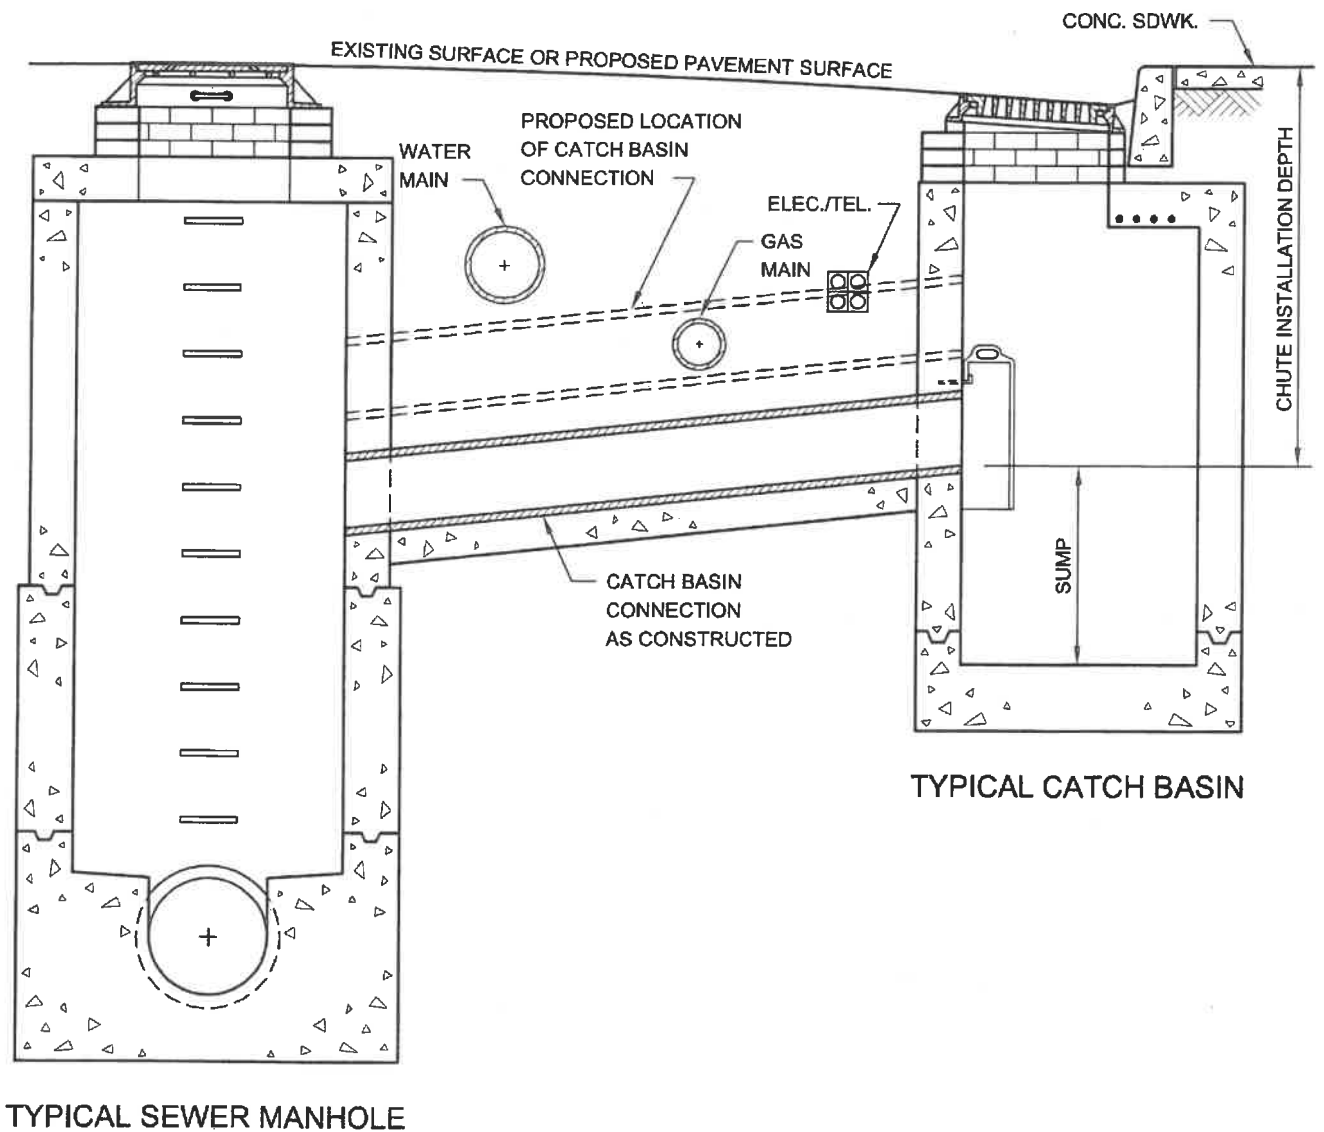 CONC. SDWK.
EXISTING SURFACE OR PROPOSED PAVEMENT SURFACE
PROPOSED LOCATION
OF CATCH BASIN
CONNECTION
WATER
MAIN
ELEC./TEL.
GAS
MAIN
CHUTE INSTALLATION DEPTH
SUMP
CATCH BASIN
CONNECTION
AS CONSTRUCTED
TYPICAL CATCH BASIN
TYPICAL SEWER MANHOLE